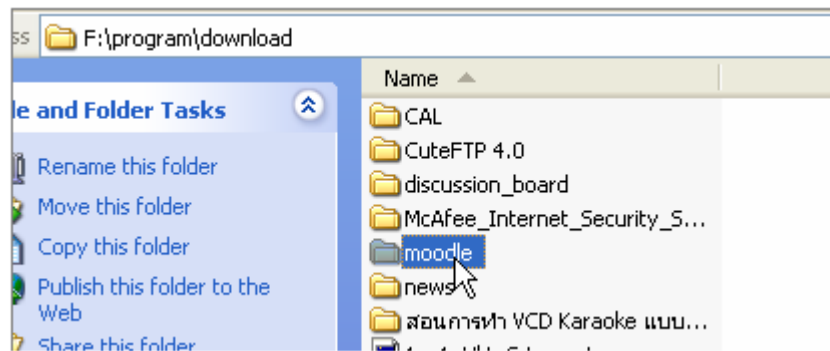 ss F:\program\download
le and Folder Tasks
Rename this folder
Move this folder
Copy this folder
Publish this folder to the
Web
Share this folder
Name
CAL
CuteFTP 4.0
discussion_board
McAfee_Internet_Security_S...
moodle
news
สอนการทำ VCD Karaoke แบบ...